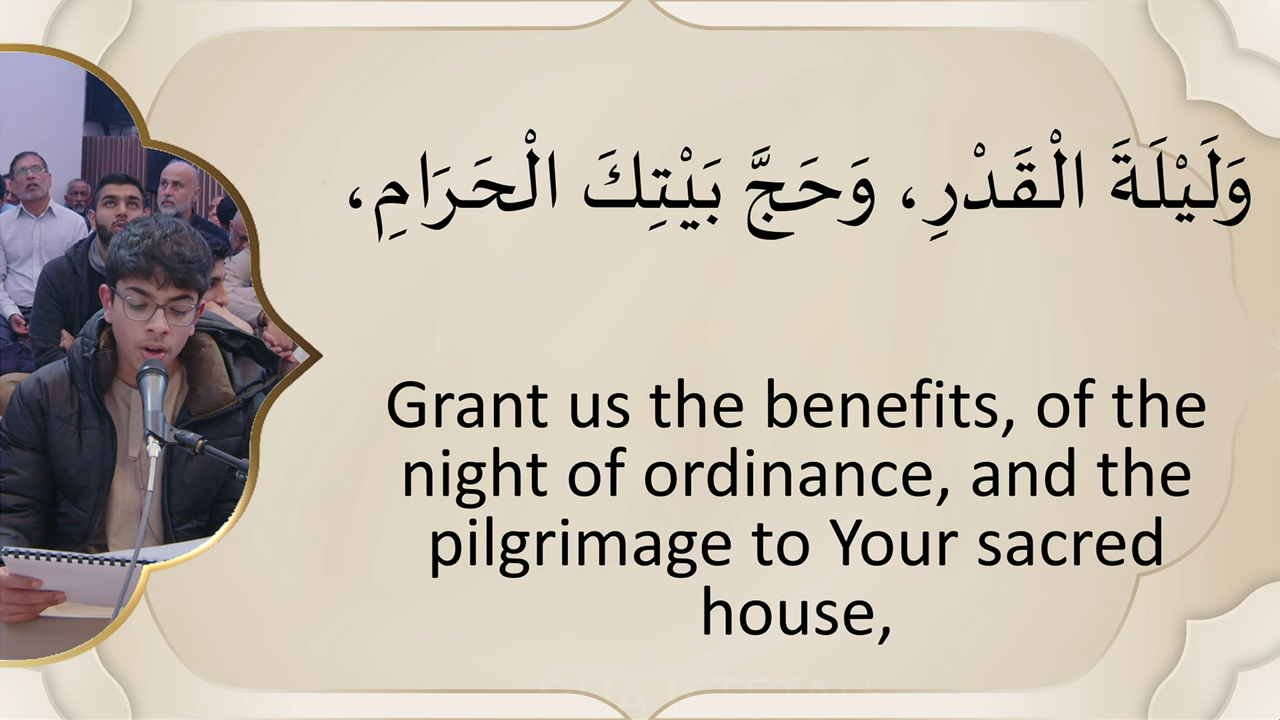 وَلَيْلَةَ الْقَدْرِ، وَحَجَّ بَيْتِكَ الْحَرَامِ،
Grant us the benefits, of the
night of ordinance, and the
pilgrimage to Your sacred
house,